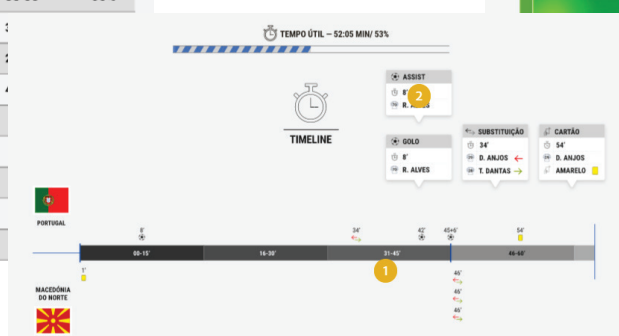 TEMPO ÚTIL – 52:05 MIN/ 53%
TIMELINE
ASSIST
8'
2
GOLO
8'
R. ALVES
SUBSTITUIÇÃO
34'
D. ANJOS
T. DANTAS
CARTÃO
54'
D. ANJOS
AMARELO
PORTUGAL
8'
34'
42'
45+6'
54'
00-15'
16-30'
31-45'
46-60'
1'
1
46'
46'
46'
MACEDÓNIA
DO NORTE